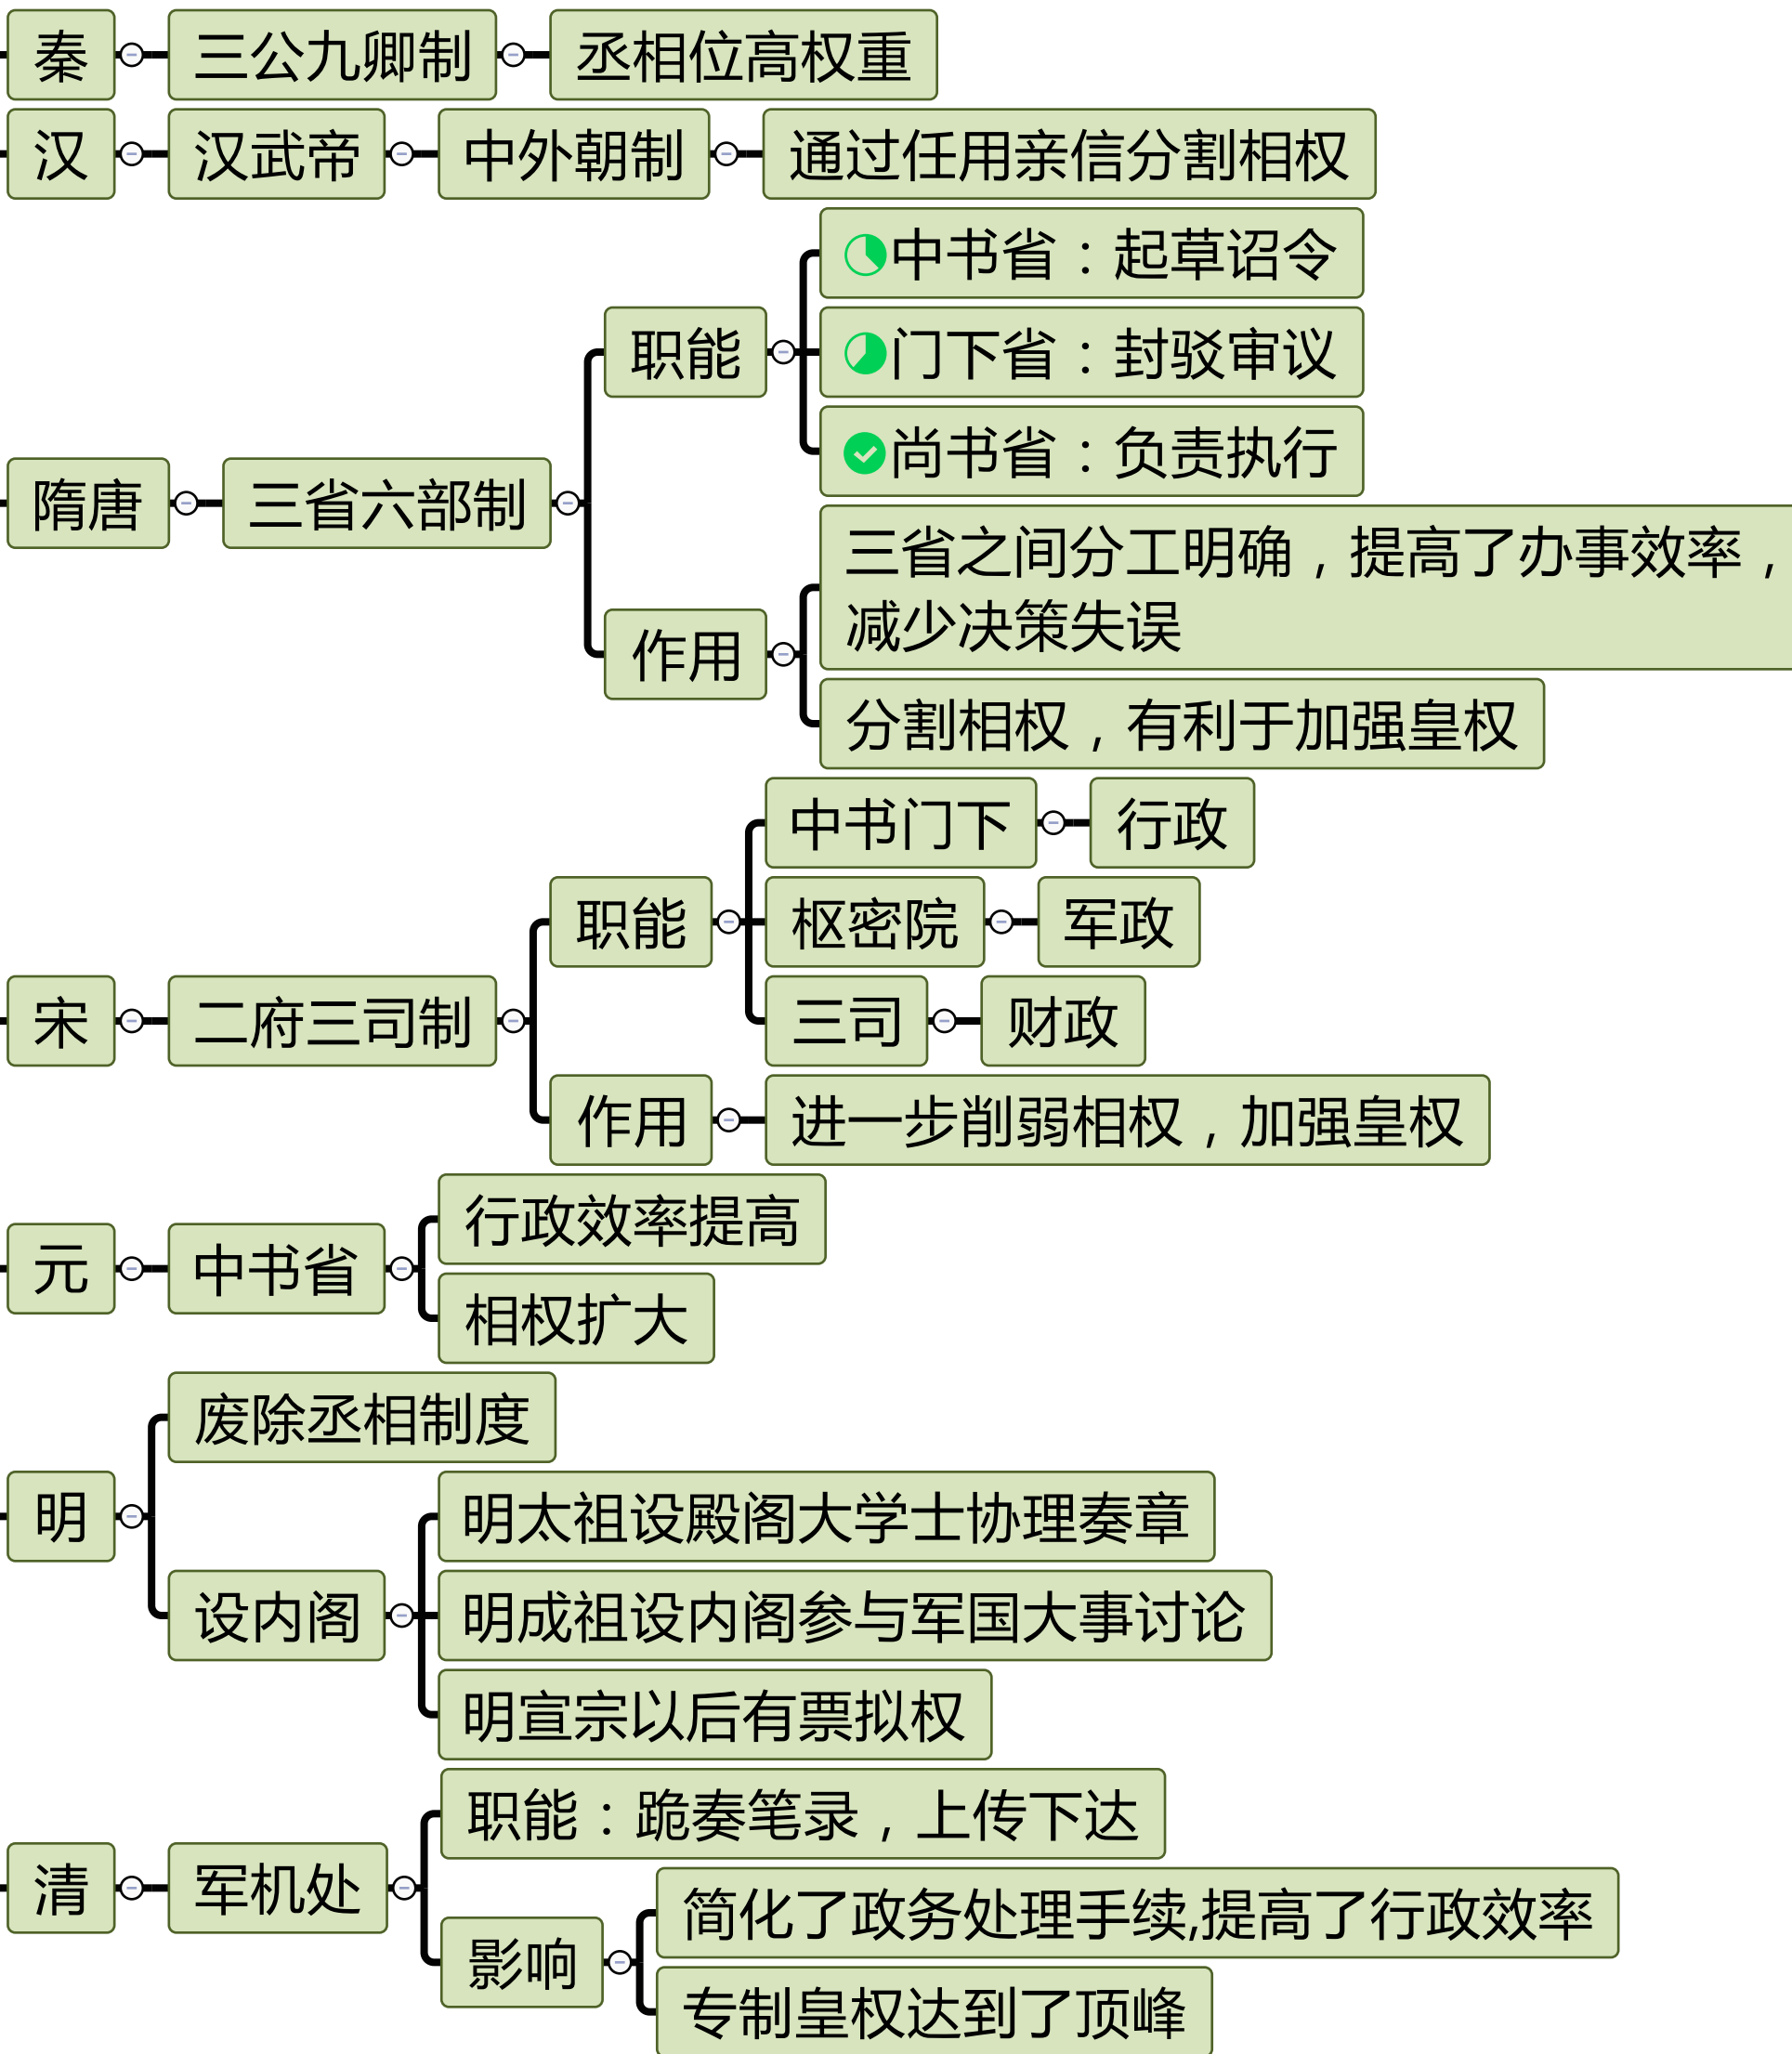 秦
三公九卿制
丞相位高权重
汉
汉武帝
中外朝制
通过任用亲信分割相权
隋唐
三省六部制
职能
中书省：起草诏令
门下省：封驳审议
尚书省：负责执行
作用
三省之间分工明确，提高了办事效率，
减少决策失误
分割相权，有利于加强皇权
宋
二府三司制
职能
中书门下
行政
枢密院
军政
三司
财政
作用
进一步削弱相权，加强皇权
元
中书省
行政效率提高
相权扩大
明
废除丞相制度
设内阁
明太祖设殿阁大学士协理奏章
明成祖设内阁参与军国大事讨论
明宣宗以后有票拟权
清
军机处
职能：跪奏笔录，上传下达
影响
简化了政务处理手续,提高了行政效率
专制皇权达到了顶峰